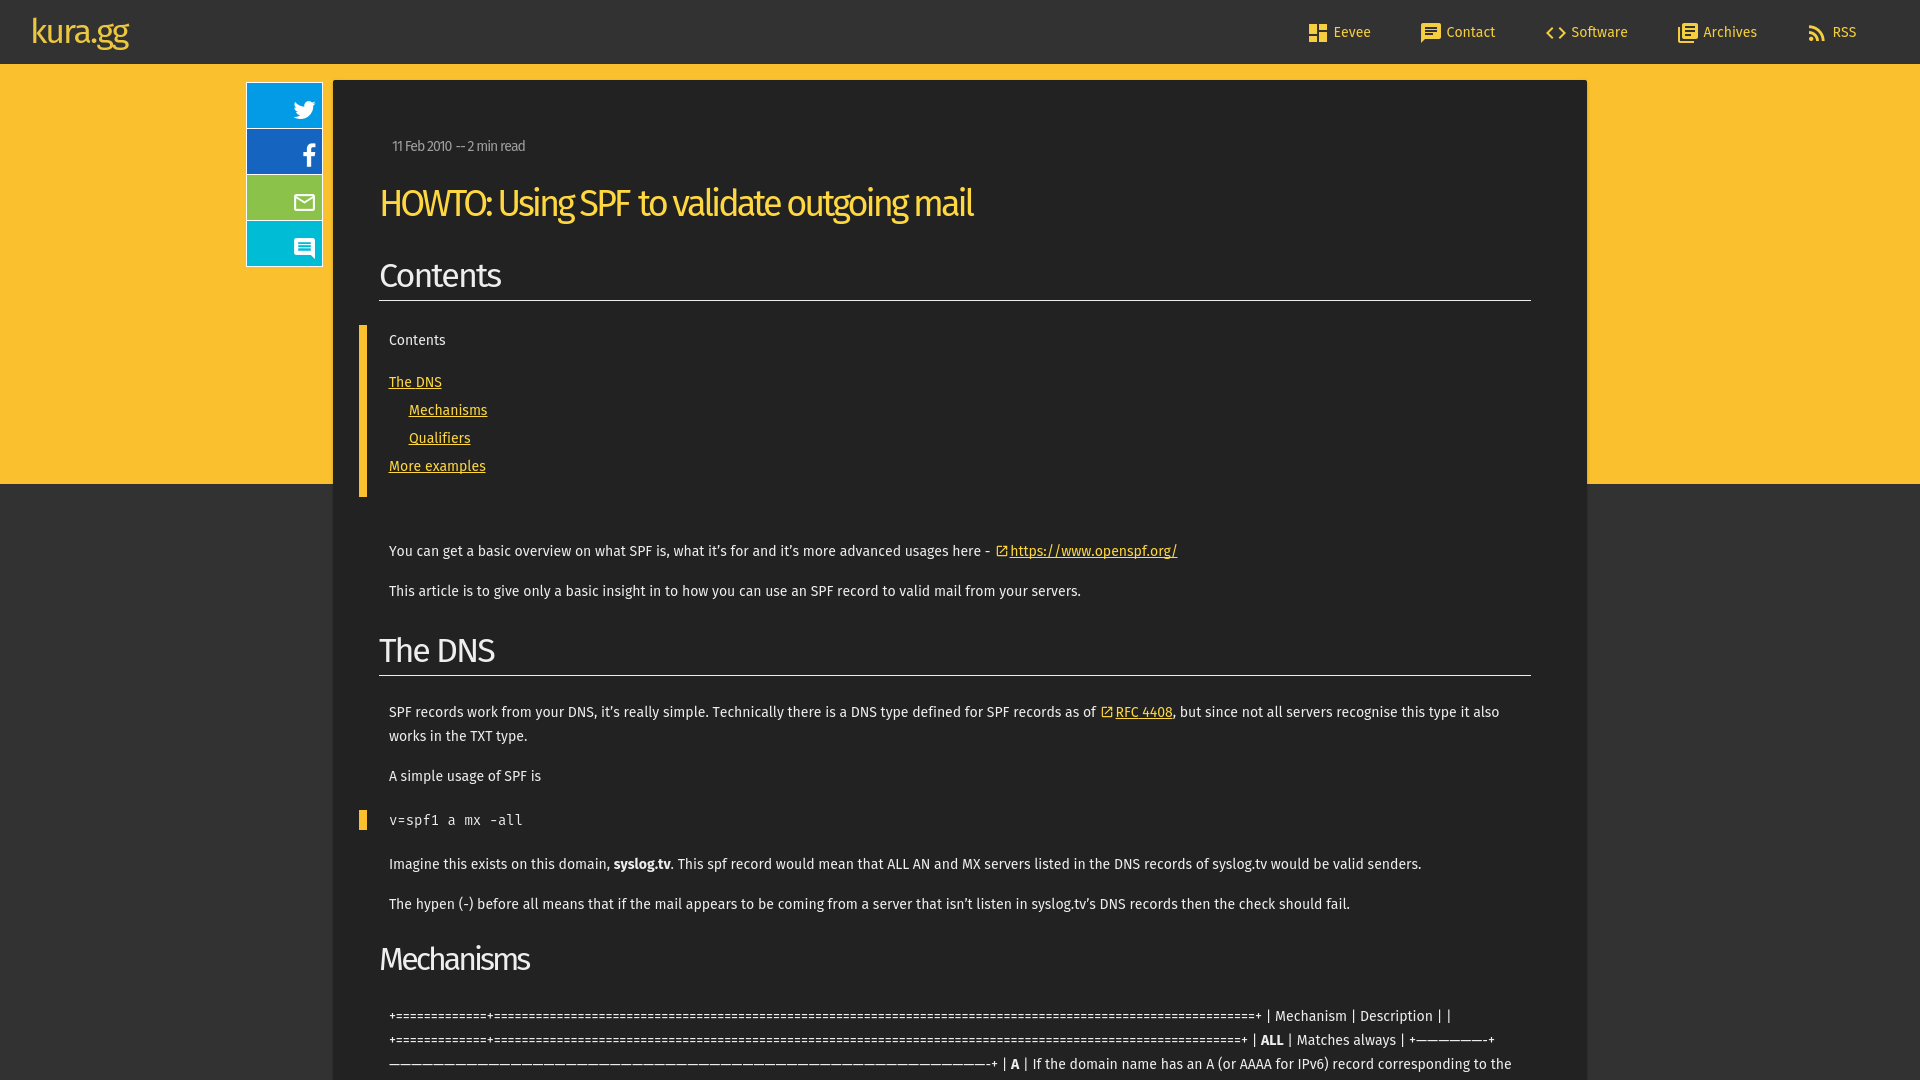 kura.gg
Eevee
Contact
Software
Archives
RSS
11 Feb 2010 -- 2 min read
HOWTO: Using SPF to validate outgoing mail
Contents
Contents
The DNS
Mechanisms
Qualifiers
More examples
You can get a basic overview on what SPF is, what it’s for and it’s more advanced usages here - https://www.openspf.org/
This article is to give only a basic insight in to how you can use an SPF record to valid mail from your servers.
The DNS
SPF records work from your DNS, it’s really simple. Technically there is a DNS type defined for SPF records as of RFC 4408, but since not all servers recognise this type it also
works in the TXT type.
A simple usage of SPF is
v=spf1 a mx -all
Imagine this exists on this domain, syslog.tv. This spf record would mean that ALL AN and MX servers listed in the DNS records of syslog.tv would be valid senders.
The hypen (-) before all means that if the mail appears to be coming from a server that isn’t listen in syslog.tv’s DNS records then the check should fail.
Mechanisms
+=============+=============================================================================================================+ | Mechanism | Description | |
+=============+===========================================================================================================+ | ALL | Matches always | +——————-+
——————————————————————————————————————————————————————-+ | A | If the domain name has an A (or AAAA for IPv6) record corresponding to the